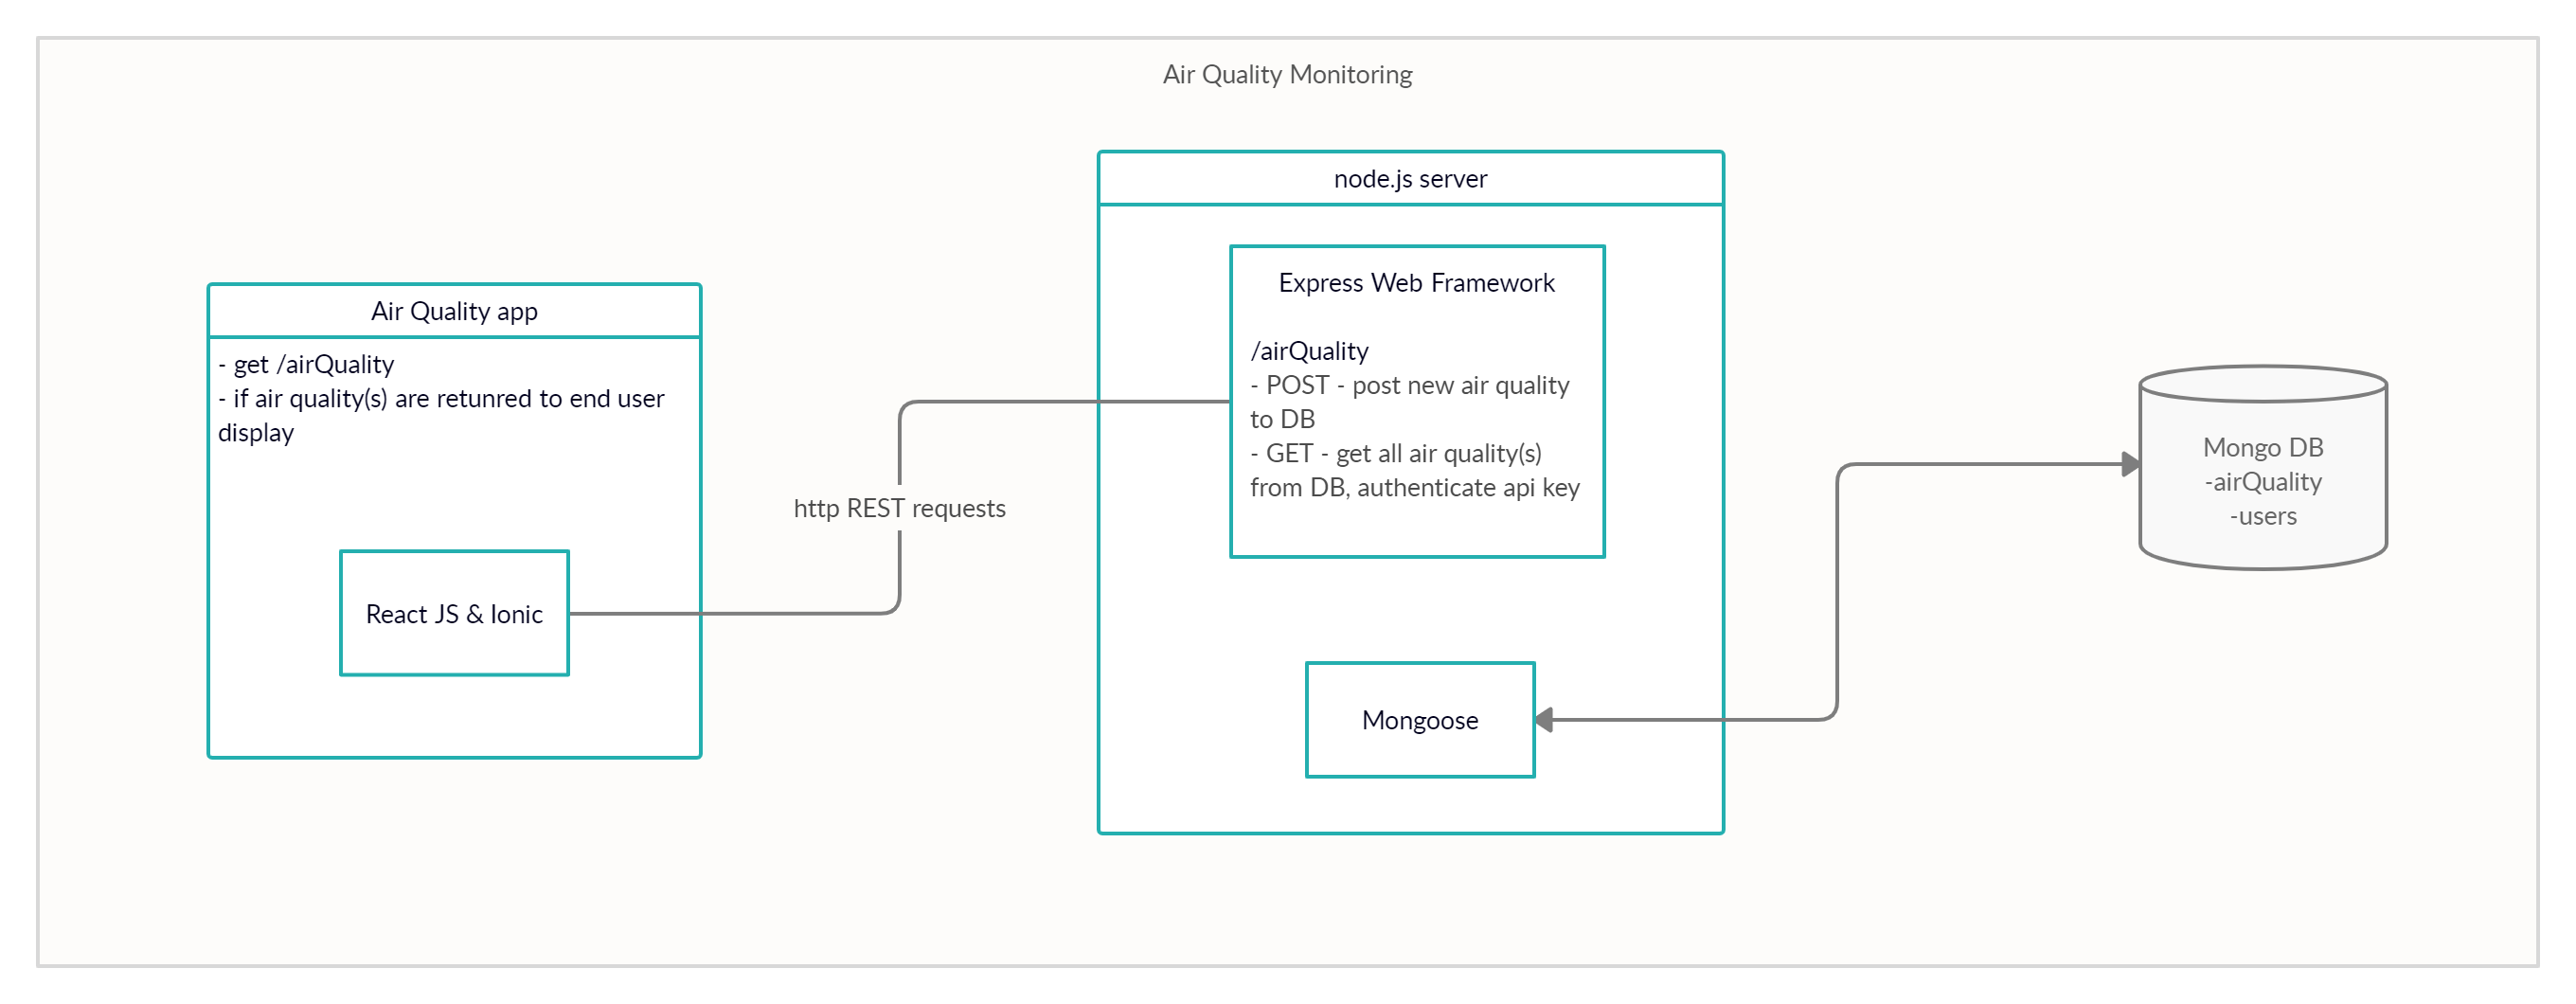 Air Quality Monitoring
Air Quality app
- get /airQuality
- if air quality(s) are retunred to end user
display
React JS & Ionic
http REST requests
node.js server
Express Web Framework
/airQuality
- POST - post new air quality
to DB
- GET - get all air quality(s)
from DB, authenticate api key
Mongoose
Mongo DB
-airQuality
-users